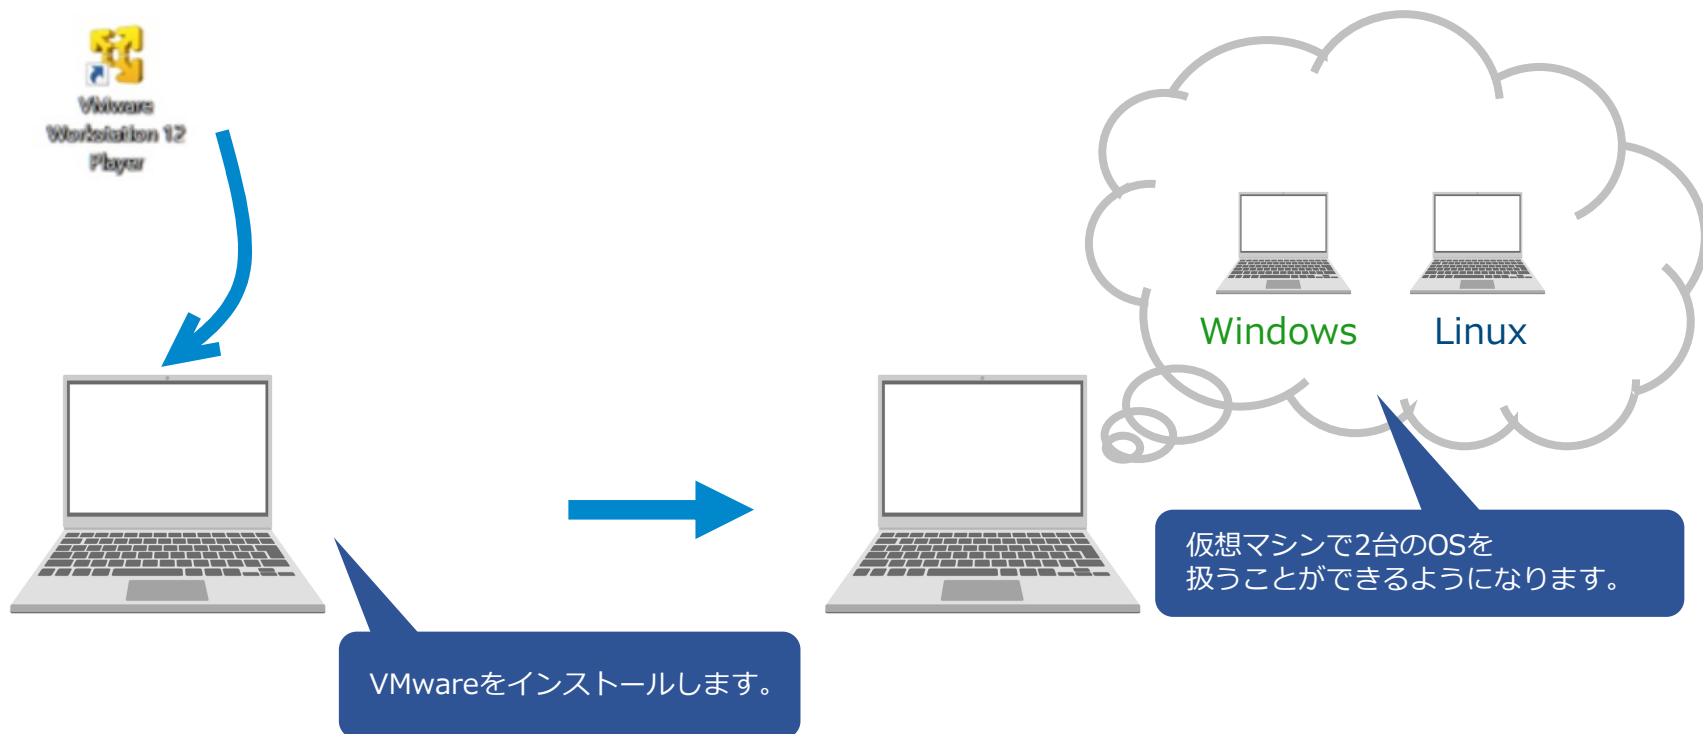 VMware
Workstation 12
Player
Windows
Linux
仮想マシンで2台のOSを
扱うことができるようになります。
VMwareをインストールします。